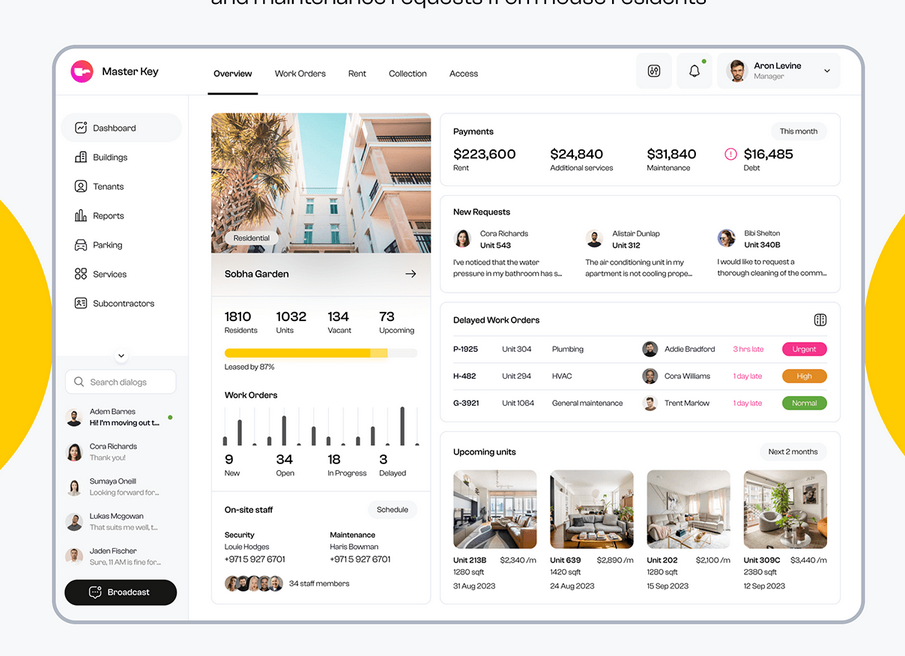 and maintenance requests from house residents
Master Key
Overview
Work Orders
Rent
Collection
Access
Aron Levine
Manager
Dashboard
Buildings
Tenants
Reports
Parking
Services
Subcontractors
Search dialogs
Adem Barnes
Hi! I'm moving out t...
Cora Richards
Thank you!
Sumaya Oneill
Looking forward for...
Lukas Mcgowan
That suits me well, t...
Jaden Fischer
Sure, 11 AM is fine for...
Broadcast
Residential
Sobha Garden
1810 1032 134 73
Residents Units Vacant Upcoming
Leased by 87%
Work Orders
9 34 18 3
New Open In Progress Delayed
On-site staff
Schedule
Security Maintenance
Louie Hodges Haris Bowman
+971 5 927 6701 +971 5 927 6701
34 staff members
Payments
This month
$223,600 $24,840 $31,840 $16,485
Rent Additional services Maintenance Debt
New Requests
Cora Richards
Unit 543
I've noticed that the water
pressure in my bathroom has s...
Alistair Dunlap
Unit 312
The air conditioning unit in my
apartment is not cooling prope...
Bibi Shelton
Unit 340B
I would like to request a
thorough cleaning of the comm...
Delayed Work Orders
P-1925 Unit 304 Plumbing Addie Bradford 3 hrs late Urgent
H-482 Unit 294 HVAC Cora Williams 1 day late High
G-3921 Unit 1064 General maintenance Trent Marlow 1 day late Normal
Upcoming units
Next 2 months
Unit 213B $2,340 /m
1280 sqft
31 Aug 2023
Unit 639 $2,890 /m
1420 sqft
24 Aug 2023
Unit 202 $2,100 /m
1280 sqft
15 Sep 2023
Unit 309C $3,440 /m
2380 sqft
12 Sep 2023